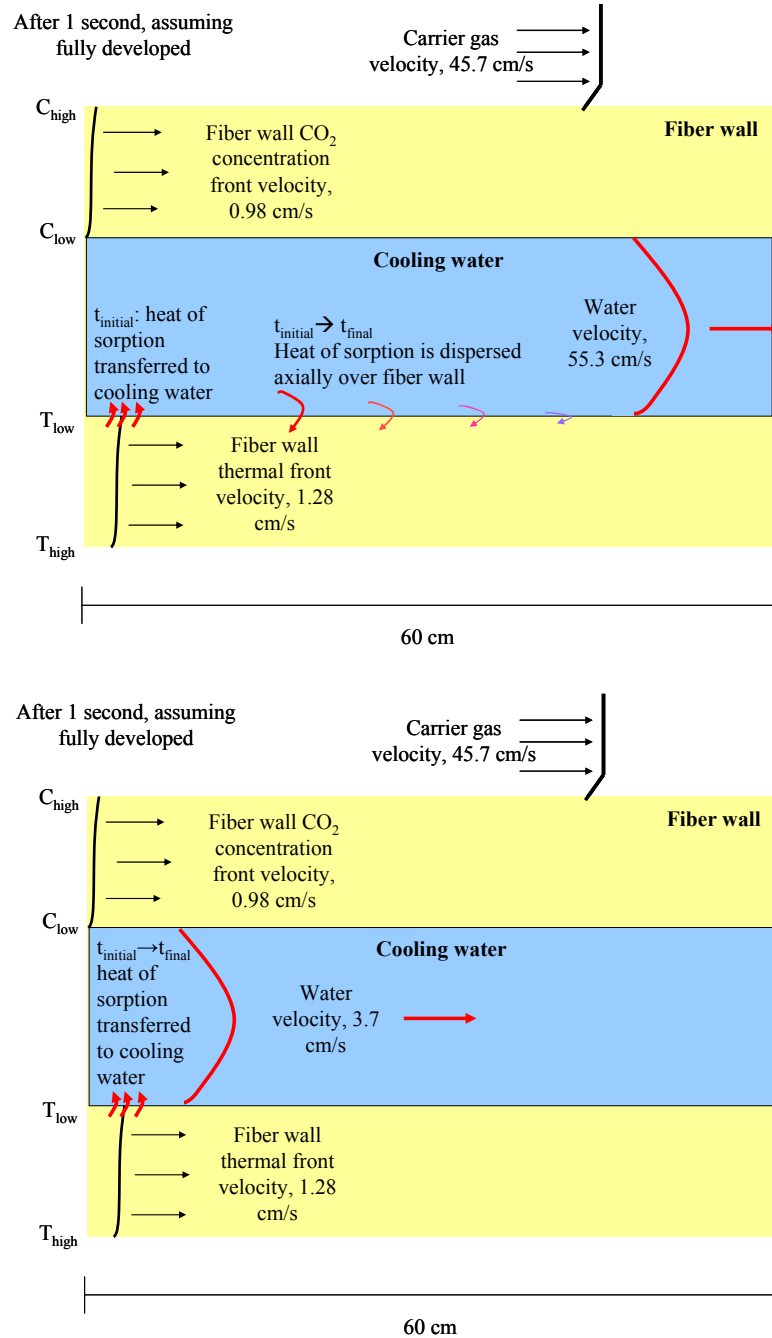 After 1 second, assuming
fully developed
Carrier gas
velocity, 45.7 cm/s
C_high
Fiber wall CO₂
concentration
front velocity,
0.98 cm/s
Fiber wall
C_low
Cooling water
t_initial: heat of
sorption
transferred to
cooling water
t_initial → t_final
Heat of sorption is dispersed
axially over fiber wall
Water
velocity,
55.3 cm/s
T_low
Fiber wall
thermal front
velocity, 1.28
cm/s
T_high
60 cm
After 1 second, assuming
fully developed
Carrier gas
velocity, 45.7 cm/s
C_high
Fiber wall CO₂
concentration
front velocity,
0.98 cm/s
Fiber wall
C_low
Cooling water
t_initial→t_final
heat of
sorption
transferred
to cooling
water
Water
velocity, 3.7
cm/s
T_low
Fiber wall
thermal front
velocity, 1.28
cm/s
T_high
60 cm